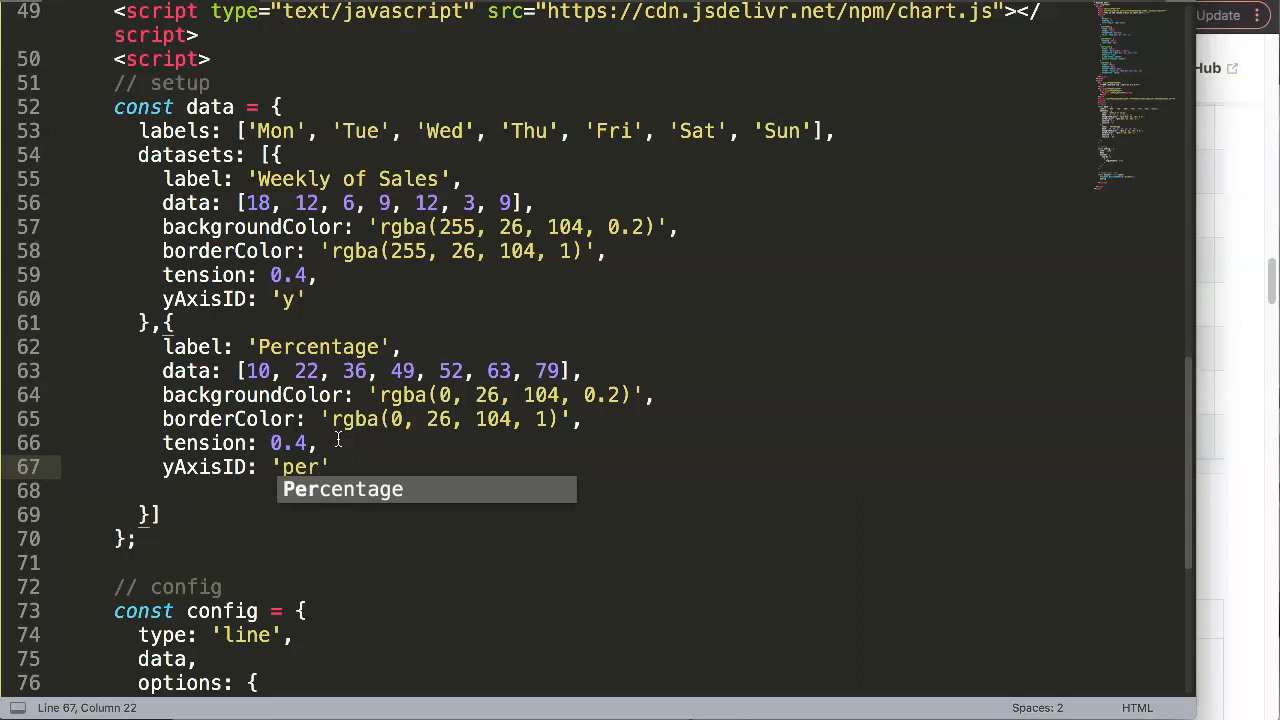 49 <script type="text/javascript" src="https://cdn.jsdelivr.net/npm/chart.js"></
script>
50 <script>
51 // setup
52 const data = {
53 labels: ['Mon', 'Tue', 'Wed', 'Thu', 'Fri', 'Sat', 'Sun'],
54 datasets: [{
55 label: 'Weekly of Sales',
56 data: [18, 12, 6, 9, 12, 3, 9],
57 backgroundColor: 'rgba(255, 26, 104, 0.2)',
58 borderColor: 'rgba(255, 26, 104, 1)',
59 tension: 0.4,
60 yAxisID: 'y'
61 },{
62 label: 'Percentage',
63 data: [10, 22, 36, 49, 52, 63, 79],
64 backgroundColor: 'rgba(0, 26, 104, 0.2)',
65 borderColor: 'rgba(0, 26, 104, 1)',
66 tension: 0.4,
67 yAxisID: 'per'
Percentage
68
69 }]
70 };
71
72 // config
73 const config = {
74 type: 'line',
75 data,
76 options: {
Line 67, Column 22
Spaces: 2
HTML
Update
Hub